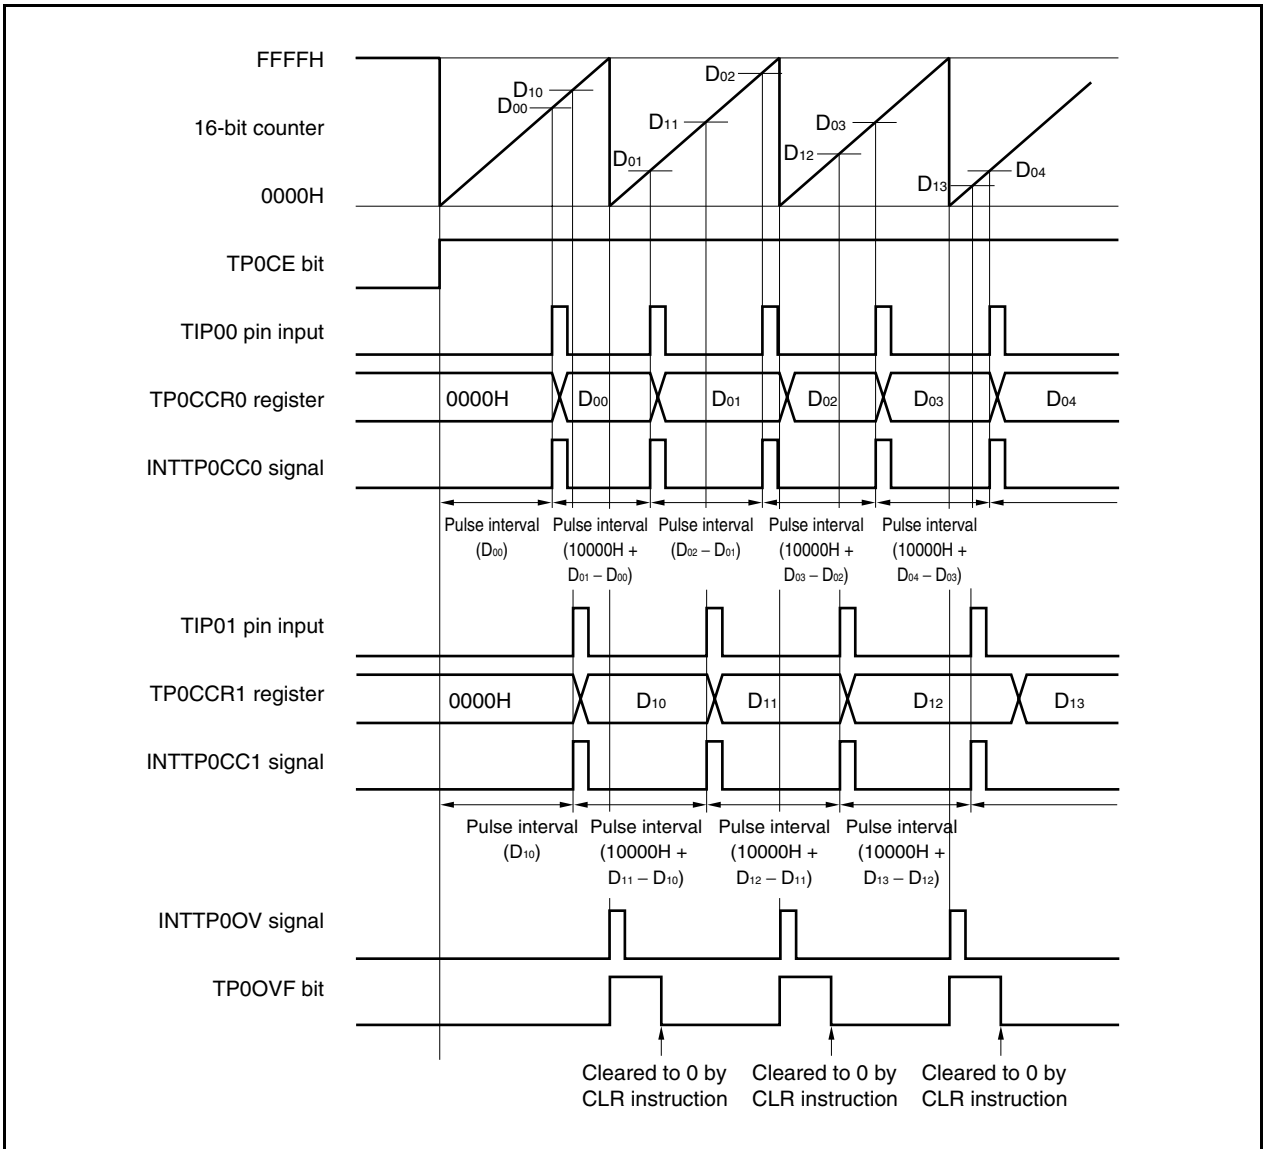 FFFFH
D02
D10
D00
D11
D03
16-bit counter
D01
D12
D13
D04
0000H
TP0CE bit
TIP00 pin input
TP0CCR0 register
0000H
D00
D01
D02
D03
D04
INTTP0CC0 signal
Pulse interval
(D00)
Pulse interval
(10000H +
D01 – D00)
Pulse interval
(D02 – D01)
Pulse interval
(10000H +
D03 – D02)
Pulse interval
(10000H +
D04 – D03)
TIP01 pin input
TP0CCR1 register
0000H
D10
D11
D12
D13
INTTP0CC1 signal
Pulse interval
(D10)
Pulse interval
(10000H +
D11 – D10)
Pulse interval
(10000H +
D12 – D11)
Pulse interval
(10000H +
D13 – D12)
INTTP0OV signal
TP0OVF bit
Cleared to 0 by
CLR instruction
Cleared to 0 by
CLR instruction
Cleared to 0 by
CLR instruction